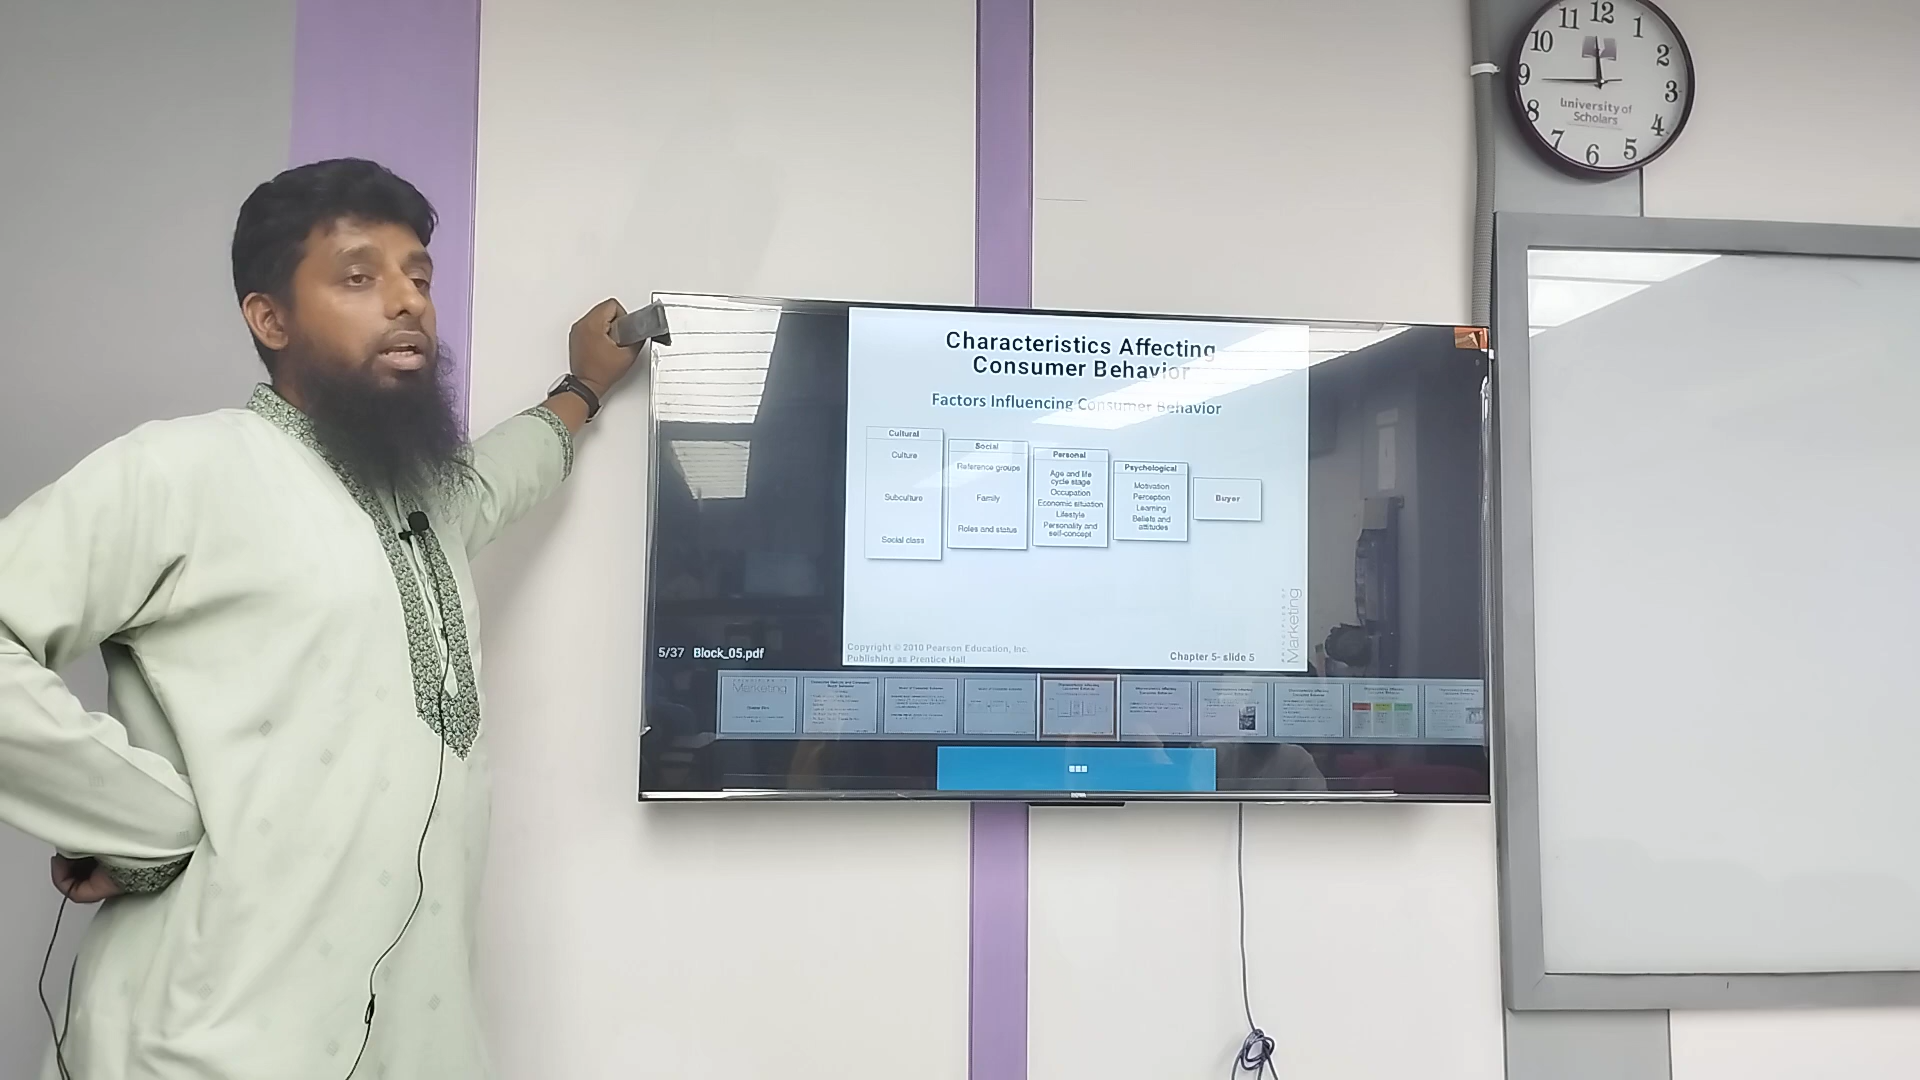 11 12 1
10 2
9 3
8 4
7 6 5
University of
Scholars
Characteristics Affecting
Consumer Behavior
Factors Influencing Consumer Behavior
Cultural
Culture
Subculture
Social class
Social
Reference groups
Family
Roles and status
Personal
Age and life
cycle stage
Occupation
Economic situation
Lifestyle
Personality and
self-concept
Psychological
Motivation
Perception
Learning
Beliefs and
attitudes
Buyer
PRINCIPLES OF
Marketing
Copyright © 2010 Pearson Education, Inc.
Publishing as Prentice Hall
Chapter 5- slide 5
5/37 Block_05.pdf
Marketing